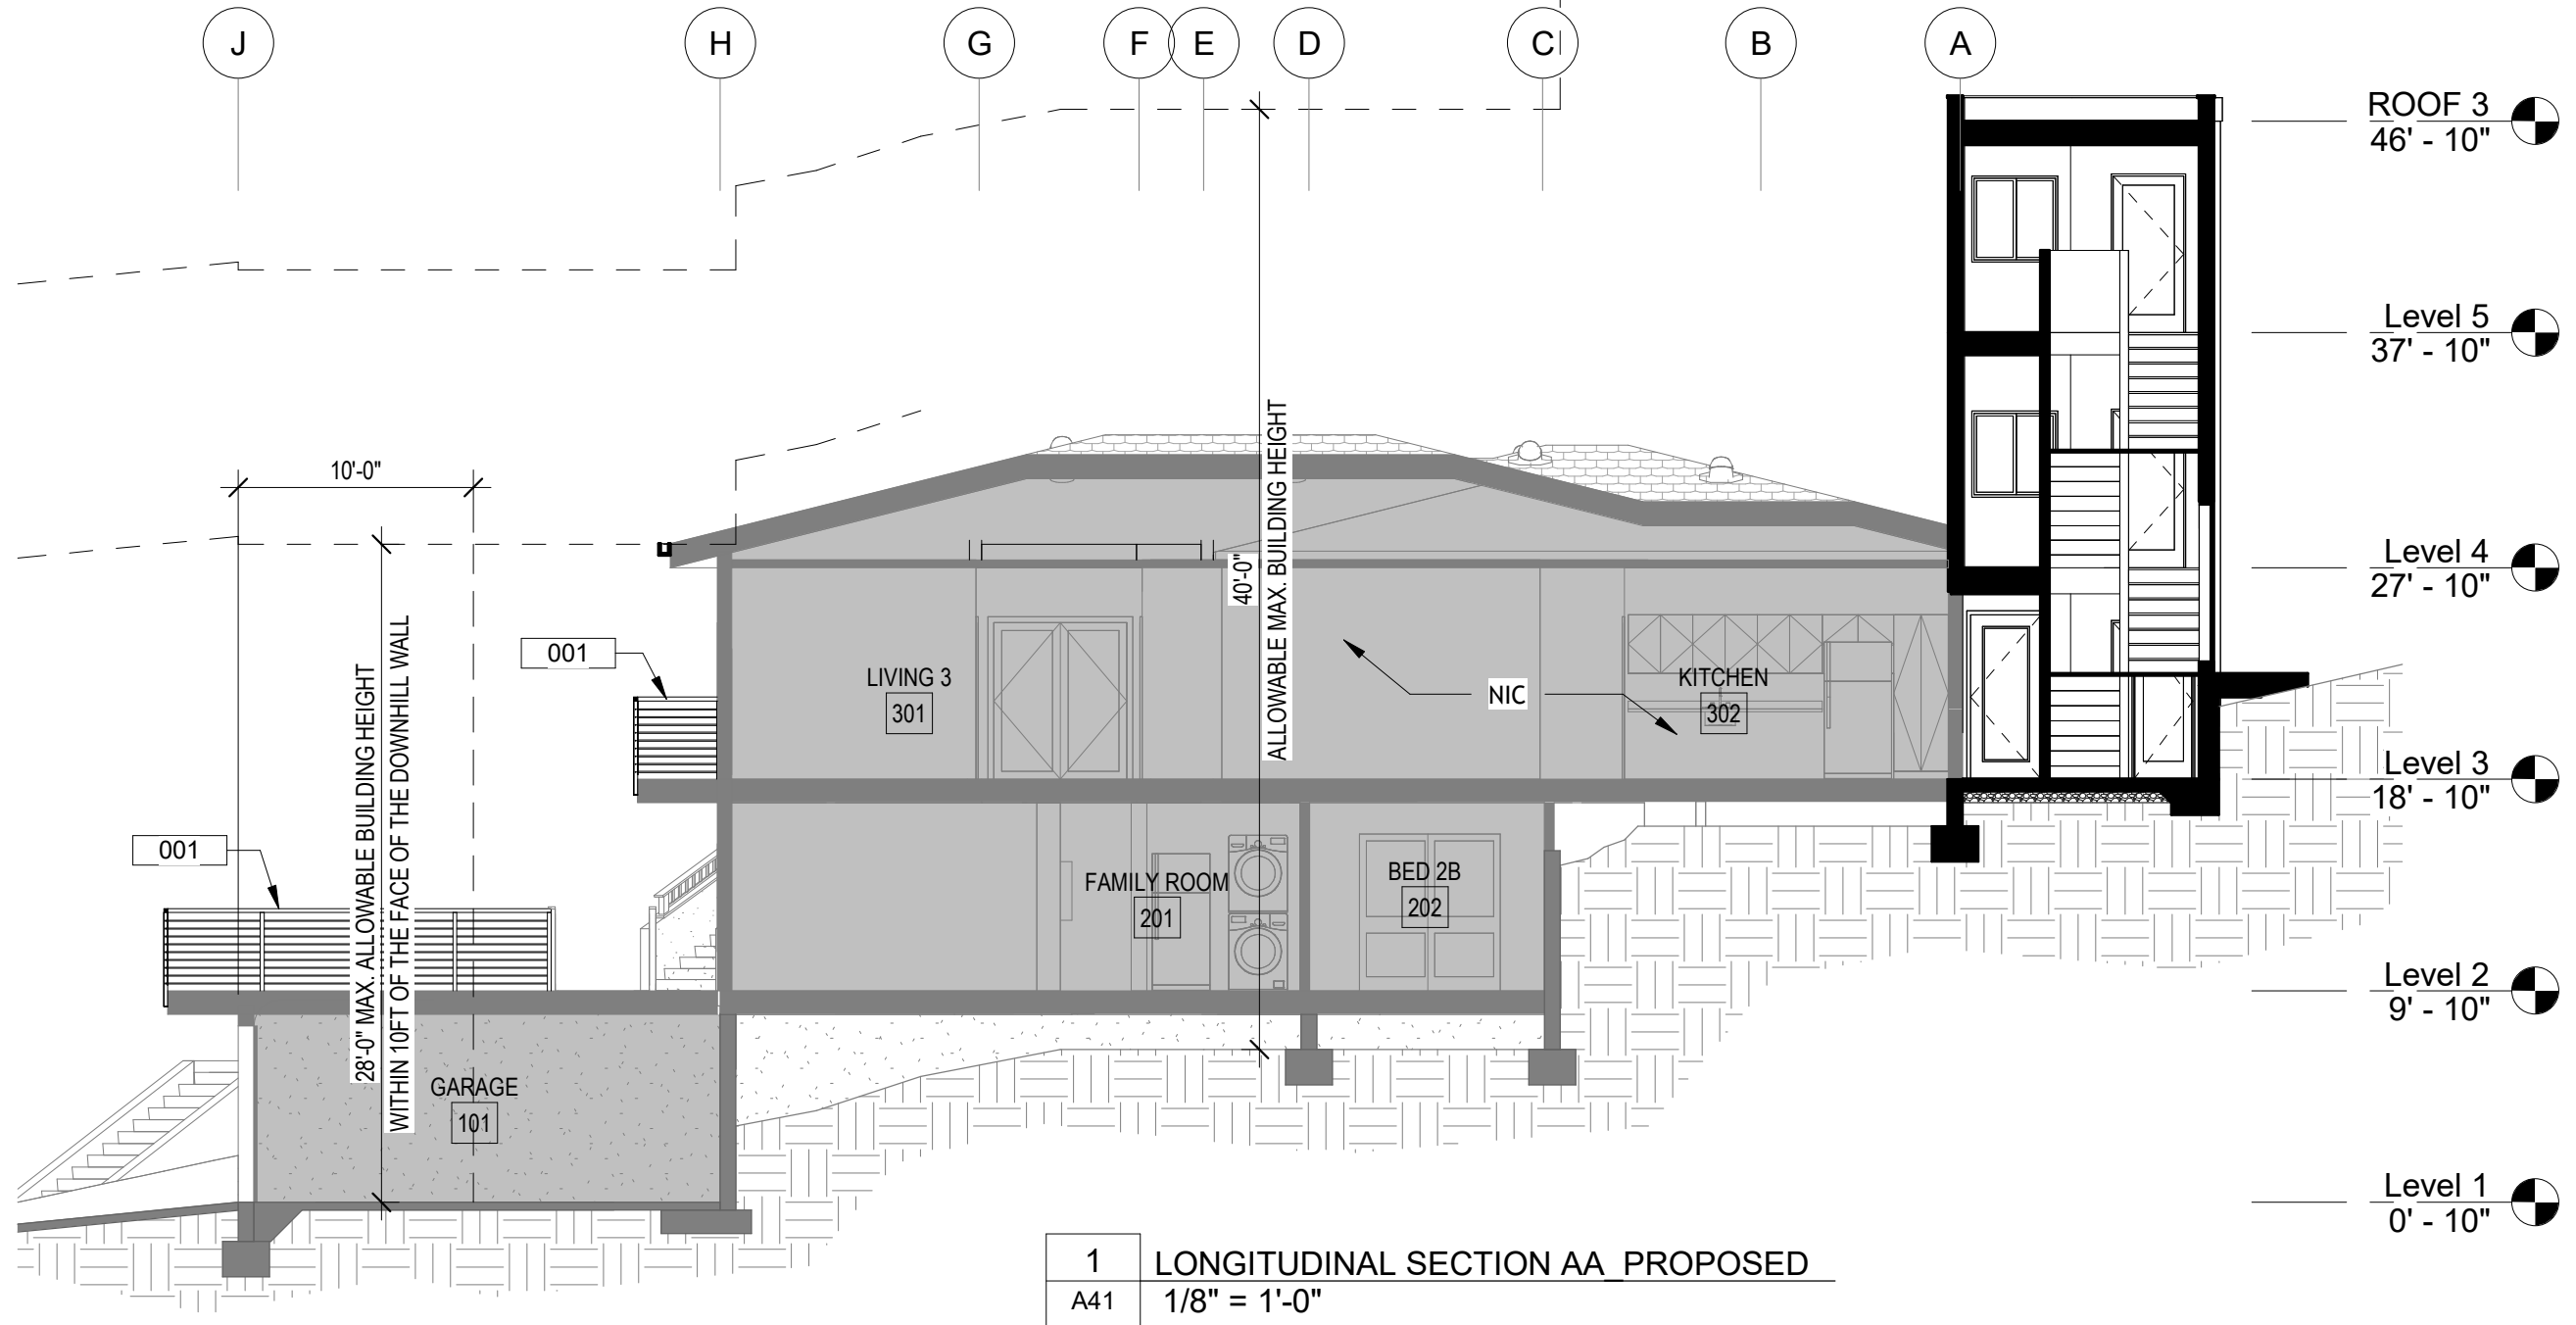 J
H
G
F
E
D
C
B
A
ROOF 3
46' - 10"
Level 5
37' - 10"
10'-0"
Level 4
27' - 10"
40'-0"
ALLOWABLE MAX. BUILDING HEIGHT
28'-0" MAX. ALLOWABLE BUILDING HEIGHT
WITHIN 10FT OF THE FACE OF THE DOWNHILL WALL
001
LIVING 3
301
NIC
KITCHEN
302
Level 3
18' - 10"
001
FAMILY ROOM
201
BED 2B
202
Level 2
9' - 10"
GARAGE
101
Level 1
0' - 10"
1
LONGITUDINAL SECTION AA_PROPOSED
A41
1/8" = 1'-0"